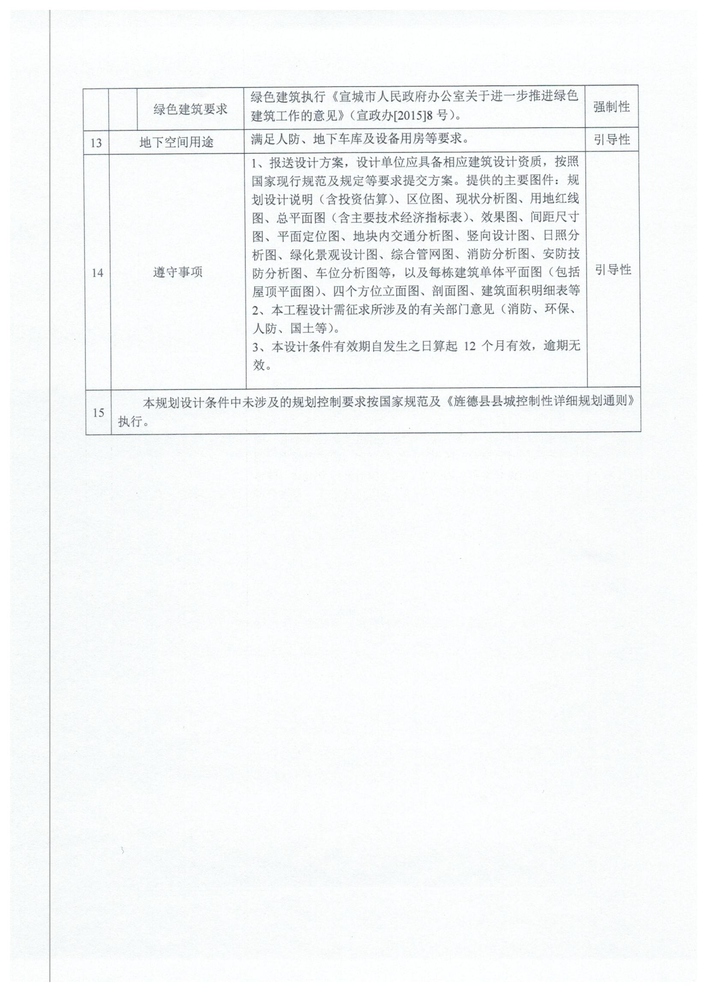 绿色建筑要求
绿色建筑执行《宣城市人民政府办公室关于进一步推进绿色
建筑工作的意见》（宣政办[2015]8 号）。
强制性
13
地下空间用途
满足人防、地下车库及设备用房等要求。
引导性
14
遵守事项
1、报送设计方案，设计单位应具备相应建筑设计资质，按照
国家现行规范及规定等要求提交方案。提供的主要图件：规
划设计说明（含投资估算）、区位图、现状分析图、用地红线
图、总平面图（含主要技术经济指标表）、效果图、间距尺寸
图、平面定位图、地块内交通分析图、竖向设计图、日照分
析图、绿化景观设计图、综合管网图、消防分析图、安防技
防分析图、车位分析图等，以及每栋建筑单体平面图（包括
屋顶平面图）、四个方位立面图、剖面图、建筑面积明细表等
2、本工程设计需征求所涉及的有关部门意见（消防、环保、
人防、国土等）。
3、本设计条件有效期自发生之日算起 12 个月有效，逾期无
效。
引导性
15
本规划设计条件中未涉及的规划控制要求按国家规范及《旌德县县城控制性详细规划通则》
执行。